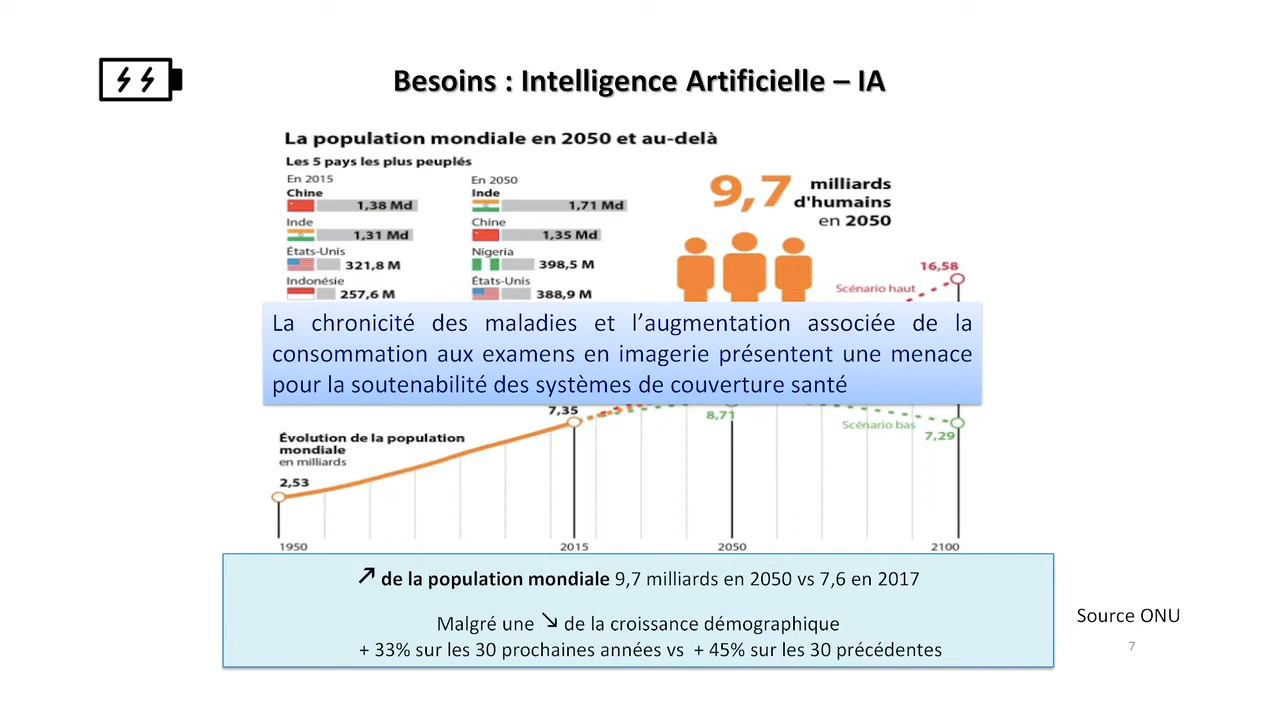 Besoins : Intelligence Artificielle – IA
La population mondiale en 2050 et au-delà
Les 5 pays les plus peuplés
En 2015
Chine
1,38 Md
Inde
1,31 Md
États-Unis
321,8 M
Indonésie
257,6 M
En 2050
Inde
1,71 Md
Chine
1,35 Md
Nigeria
398,5 M
États-Unis
388,9 M
9,7 milliards
d'humains
en 2050
16,58
Scénario haut
La chronicité des maladies et l’augmentation associée de la
consommation aux examens en imagerie présentent une menace
pour la soutenabilité des systèmes de couverture santé
7,35
8,71
Scénario bas
7,29
Évolution de la population
mondiale
en milliards
2,53
1950
2015
2050
2100
↗ de la population mondiale 9,7 milliards en 2050 vs 7,6 en 2017
Malgré une ↘ de la croissance démographique
+ 33% sur les 30 prochaines années vs + 45% sur les 30 précédentes
Source ONU
7